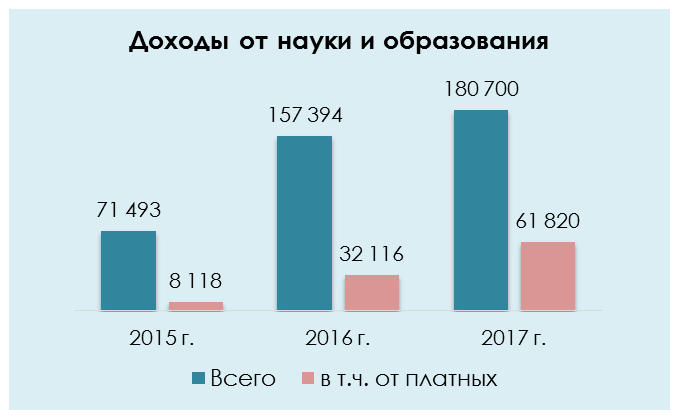 Доходы от науки и образования
180 700
157 394
71 493
61 820
32 116
8 118
2015 г. 2016 г. 2017 г.
Всего в т.ч. от платных